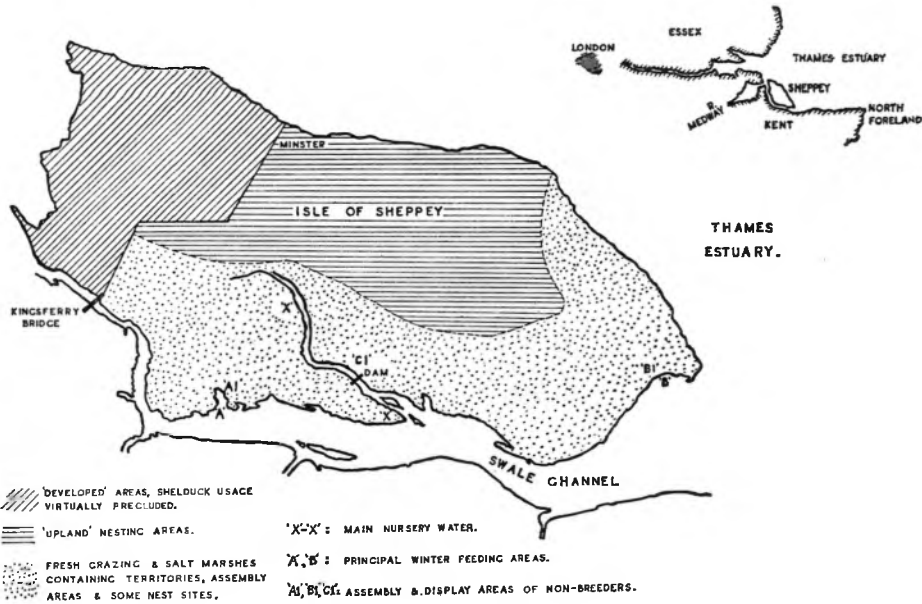 ESSEX
LONDON
THAMES ESTUARY
SHEPPEY
R. MEDWAY
KENT
NORTH
FORELAND
MINSTER
ISLE OF SHEPPEY
THAMES
ESTUARY.
KINGSFERRY
BRIDGE
'X'
'C1'
DAM
'B1'
'B'
A1
A
X
SWALE CHANNEL
'DEVELOPED' AREAS, SHELDUCK USAGE
VIRTUALLY PRECLUDED.
'UPLAND' NESTING AREAS.
FRESH GRAZING & SALT MARSHES
CONTAINING TERRITORIES, ASSEMBLY
AREAS & SOME NEST SITES.
'X'-'X': MAIN NURSERY WATER.
'A', 'B': PRINCIPAL WINTER FEEDING AREAS.
'A1', 'B1', 'C1': ASSEMBLY & DISPLAY AREAS OF NON-BREEDERS.